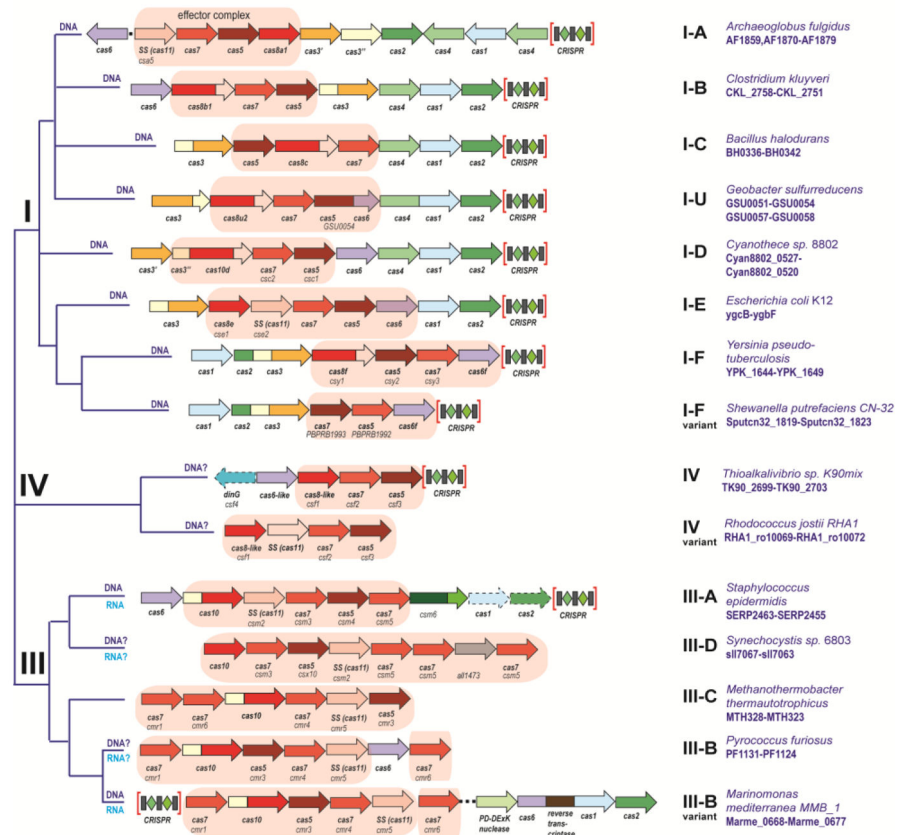 effector complex
DNA
cas6
SS (cas11)
csa5
cas7
cas5
cas8a1
cas3'
cas3''
cas2
cas4
cas1
cas4
CRISPR
I-A
Archaeoglobus fulgidus
AF1859,AF1870-AF1879
DNA
cas6
cas8b1
cas7
cas5
cas3
cas4
cas1
cas2
CRISPR
I-B
Clostridium kluyveri
CKL_2758-CKL_2751
DNA
cas3
cas5
cas8c
cas7
cas4
cas1
cas2
CRISPR
I-C
Bacillus halodurans
BH0336-BH0342
I
DNA
cas3
cas8u2
cas7
cas5
cas6
GSU0054
cas4
cas1
cas2
CRISPR
I-U
Geobacter sulfurreducens
GSU0051-GSU0054
GSU0057-GSU0058
DNA
cas3'
cas3''
cas10d
cas7
csc2
cas5
csc1
cas6
cas4
cas1
cas2
CRISPR
I-D
Cyanothece sp. 8802
Cyan8802_0527-
Cyan8802_0520
DNA
cas3
cas8e
cse1
SS (cas11)
cse2
cas7
cas5
cas6
cas1
cas2
CRISPR
I-E
Escherichia coli K12
ygcB-ygbF
DNA
cas1
cas2
cas3
cas8f
csy1
cas5
csy2
cas7
csy3
cas6f
CRISPR
I-F
Yersinia pseudo-
tuberculosis
YPK_1644-YPK_1649
DNA
cas1
cas2
cas3
cas7
PBPRB1993
cas5
PBPRB1992
cas6f
CRISPR
I-F
variant
Shewanella putrefaciens CN-32
Sputcn32_1819-Sputcn32_1823
IV
DNA?
dinG
csf4
cas6-like
cas8-like
csf1
cas7
csf2
cas5
csf3
CRISPR
IV
Thioalkalivibrio sp. K90mix
TK90_2699-TK90_2703
DNA?
cas8-like
csf1
SS (cas11)
cas7
csf2
cas5
csf3
IV
variant
Rhodococcus jostii RHA1
RHA1_ro10069-RHA1_ro10072
DNA
RNA
cas6
cas10
SS (cas11)
csm2
cas7
csm3
cas5
csm4
cas7
csm5
csm6
cas1
cas2
CRISPR
III-A
Staphylococcus
epidermidis
SERP2463-SERP2455
III
DNA?
RNA?
cas10
cas7
csm3
cas5
csx10
SS (cas11)
csm2
cas7
csm5
cas7
csm5
all1473
cas7
csm5
III-D
Synechocystis sp. 6803
sll7067-sll7063
cas7
cmr1
cas7
cmr6
cas10
cas7
cmr4
SS (cas11)
cmr5
cas5
cmr3
III-C
Methanothermobacter
thermautotrophicus
MTH328-MTH323
DNA?
RNA?
cas7
cmr1
cas10
cas5
cmr3
cas7
cmr4
SS (cas11)
cmr5
cas6
cas7
cmr6
III-B
Pyrococcus furiosus
PF1131-PF1124
DNA
RNA
CRISPR
cas7
cmr1
cas10
cas5
cmr3
cas7
cmr4
SS (cas11)
cmr5
cas7
cmr6
PD-DExK
nuclease
cas6
reverse
trans-
criptase
cas1
cas2
III-B
variant
Marinomonas
mediterranea MMB_1
Marme_0668-Marme_0677